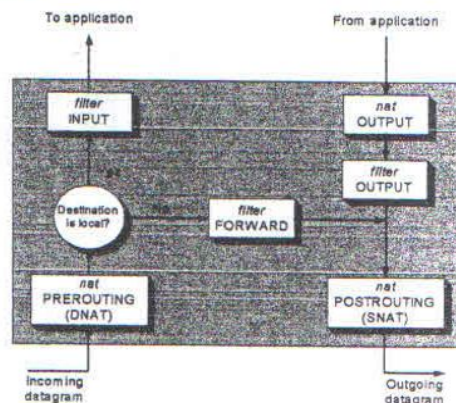 To application
From application
filter
INPUT
nat
OUTPUT
filter
OUTPUT
Destination
is local?
filter
FORWARD
nat
PREROUTING
(DNAT)
nat
POSTROUTING
(SNAT)
Incoming
datagram
Outgoing
datagram